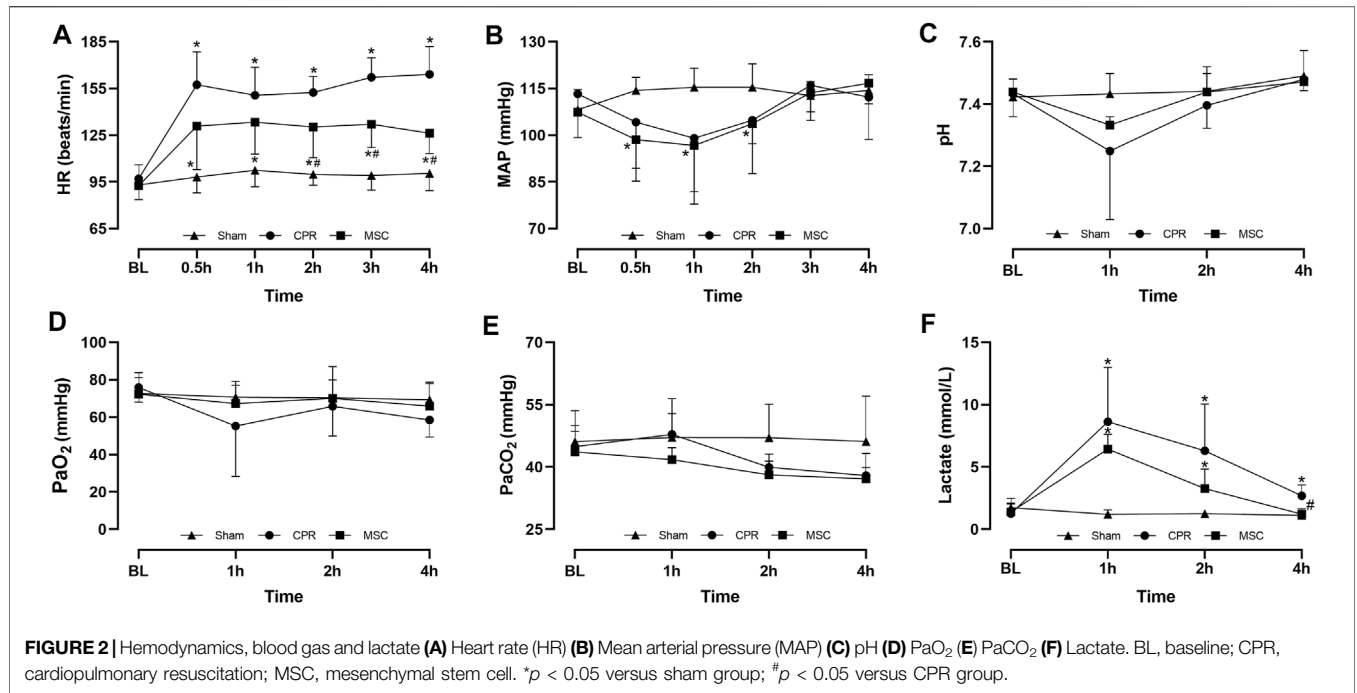 A
HR (beats/min)
185
155
125
95
65
* * * * *
* * *# *# *#
Sham CPR MSC
BL 0.5h 1h 2h 3h 4h
Time
B
MAP (mmHg)
130
115
100
85
70
* * *
Sham CPR MSC
BL 0.5h 1h 2h 3h 4h
Time
C
pH
7.6
7.4
7.2
7.0
Sham CPR MSC
BL 1h 2h 4h
Time
D
PaO₂ (mmHg)
100
80
60
40
20
0
Sham CPR MSC
BL 1h 2h 4h
Time
E
PaCO₂ (mmHg)
70
55
40
25
Sham CPR MSC
BL 1h 2h 4h
Time
F
Lactate (mmol/L)
15
10
5
0
* * *
* * #
Sham CPR MSC
BL 1h 2h 4h
Time
FIGURE 2 | Hemodynamics, blood gas and lactate (A) Heart rate (HR) (B) Mean arterial pressure (MAP) (C) pH (D) PaO₂ (E) PaCO₂ (F) Lactate. BL, baseline; CPR,
cardiopulmonary resuscitation; MSC, mesenchymal stem cell. *p < 0.05 versus sham group; #p < 0.05 versus CPR group.